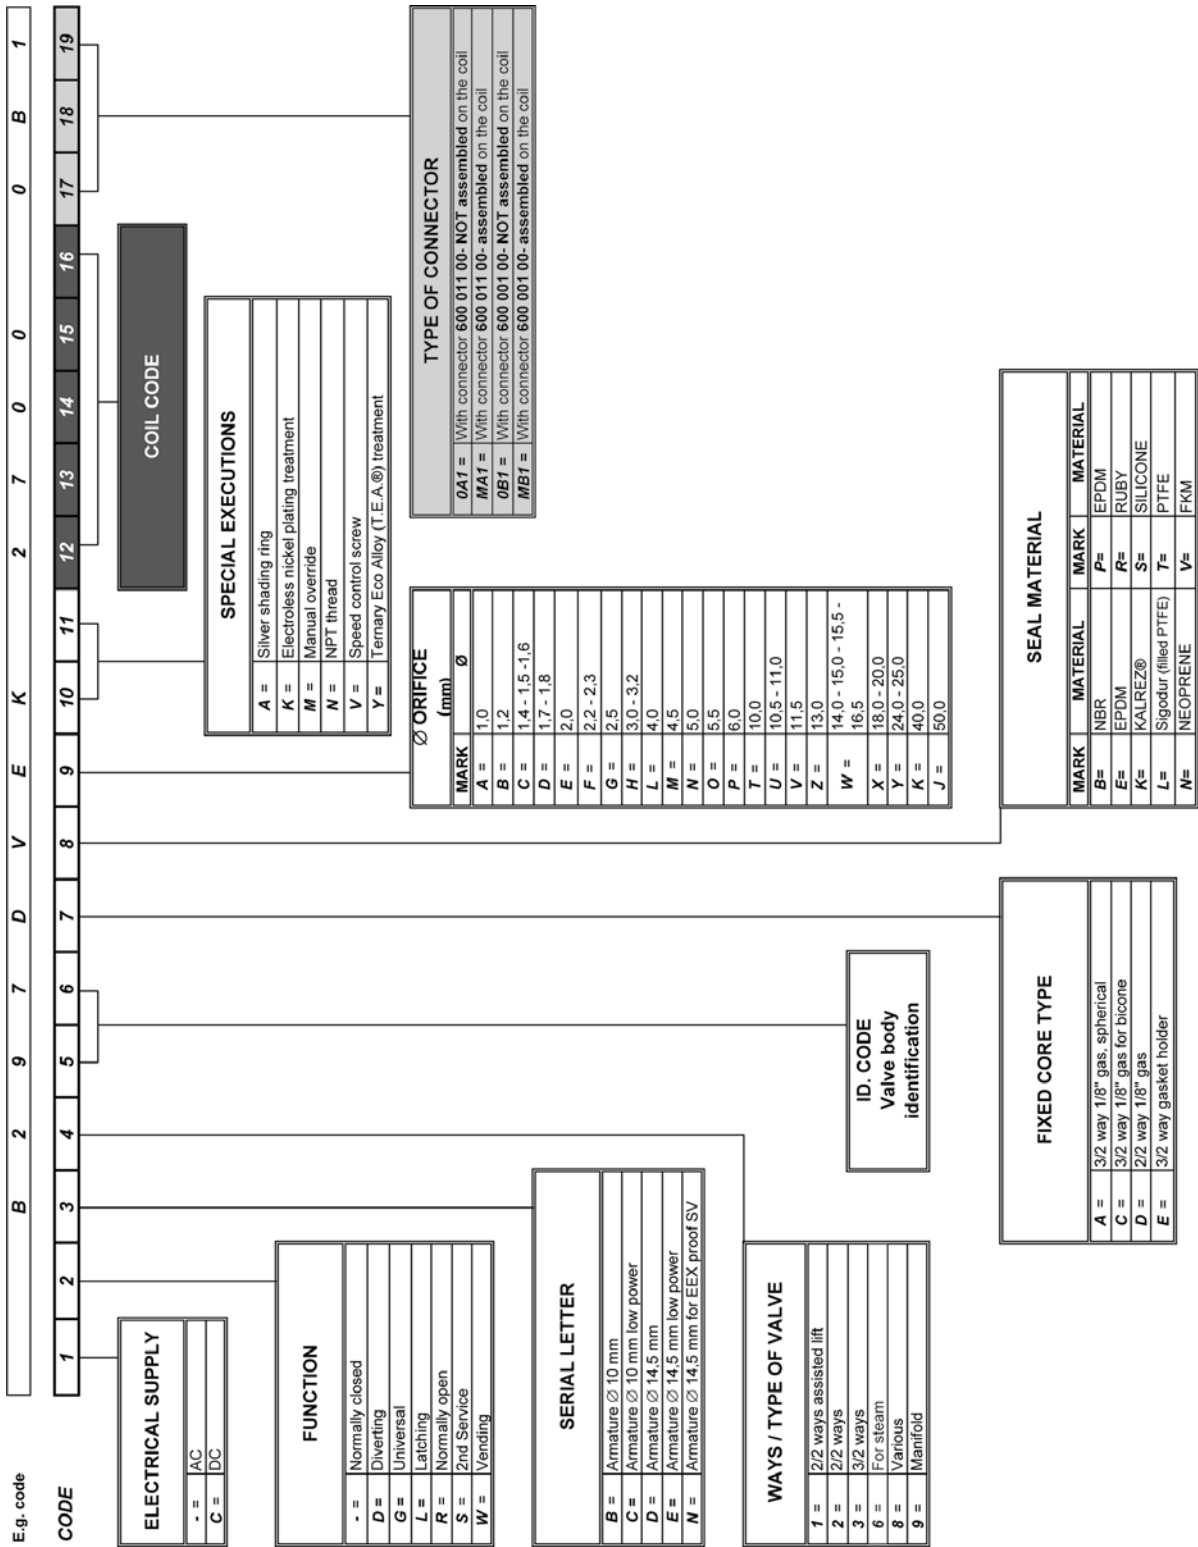 E.g. code B 2 9 7 D V E K 2 7 0 0 0 B 1
CODE 1 2 3 4 5 6 7 8 9 10 11 12 13 14 15 16 17 18 19
ELECTRICAL SUPPLY
- = AC
C = DC
FUNCTION
- = Normally closed
D = Diverting
G = Universal
L = Latching
R = Normally open
S = 2nd Service
W = Vending
SERIAL LETTER
B = Armature Ø 10 mm
C = Armature Ø 10 mm low power
D = Armature Ø 14,5 mm
E = Armature Ø 14,5 mm low power
N = Armature Ø 14,5 mm for EEX proof SV
WAYS / TYPE OF VALVE
1 = 2/2 ways assisted lift
2 = 2/2 ways
3 = 3/2 ways
6 = For steam
8 = Various
9 = Manifold
ID. CODE
Valve body
identification
FIXED CORE TYPE
A = 3/2 way 1/8" gas, spherical
C = 3/2 way 1/8" gas for bicone
D = 2/2 way 1/8" gas
E = 3/2 way gasket holder
SEAL MATERIAL
MARK MATERIAL MARK MATERIAL
B= NBR P= EPDM
E= EPDM R= RUBY
K= KALREZ® S= SILICONE
L= Sigodur (filled PTFE) T= PTFE
N= NEOPRENE V= FKM
Ø ORIFICE
(mm)
MARK Ø
A = 1,0
B = 1,2
C = 1,4 - 1,5 -1,6
D = 1,7 - 1,8
E = 2,0
F = 2,2 - 2,3
G = 2,5
H = 3,0 - 3,2
L = 4,0
M = 4,5
N = 5,0
O = 5,5
P = 6,0
T = 10,0
U = 10,5 - 11,0
V = 11,5
Z = 13,0
W = 14,0 - 15,0 - 15,5 -
16,5
X = 18,0 - 20,0
Y = 24,0 - 25,0
K = 40,0
J = 50,0
SPECIAL EXECUTIONS
A = Silver shading ring
K = Electroless nickel plating treatment
M = Manual override
N = NPT thread
V = Speed control screw
Y = Ternary Eco Alloy (T.E.A.®) treatment
COIL CODE
TYPE OF CONNECTOR
0A1 = With connector 600 011 00- NOT assembled on the coil
MA1 = With connector 600 011 00- assembled on the coil
0B1 = With connector 600 001 00- NOT assembled on the coil
MB1 = With connector 600 001 00- assembled on the coil